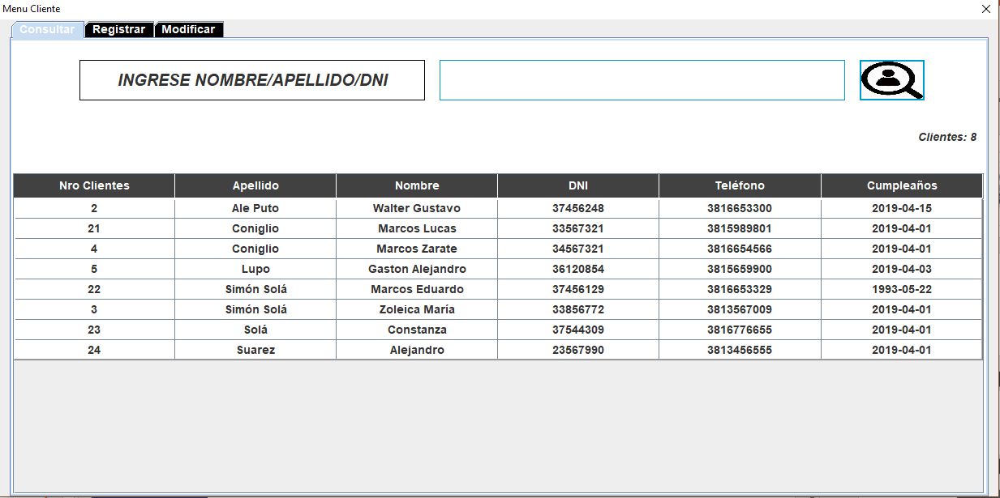 Menu Cliente
Consultar Registrar Modificar
INGRESE NOMBRE/APELLIDO/DNI
Clientes: 8
Nro Clientes Apellido Nombre DNI Teléfono Cumpleaños
2 Ale Puto Walter Gustavo 37456248 3816653300 2019-04-15
21 Coniglio Marcos Lucas 33567321 3815989801 2019-04-01
4 Coniglio Marcos Zarate 34567321 3816654566 2019-04-01
5 Lupo Gaston Alejandro 36120854 3815659900 2019-04-03
22 Simón Solá Marcos Eduardo 37456129 3816653329 1993-05-22
3 Simón Solá Zoleica María 33856772 3813567009 2019-04-01
23 Solá Constanza 37544309 3816776655 2019-04-01
24 Suarez Alejandro 23567990 3813456555 2019-04-01